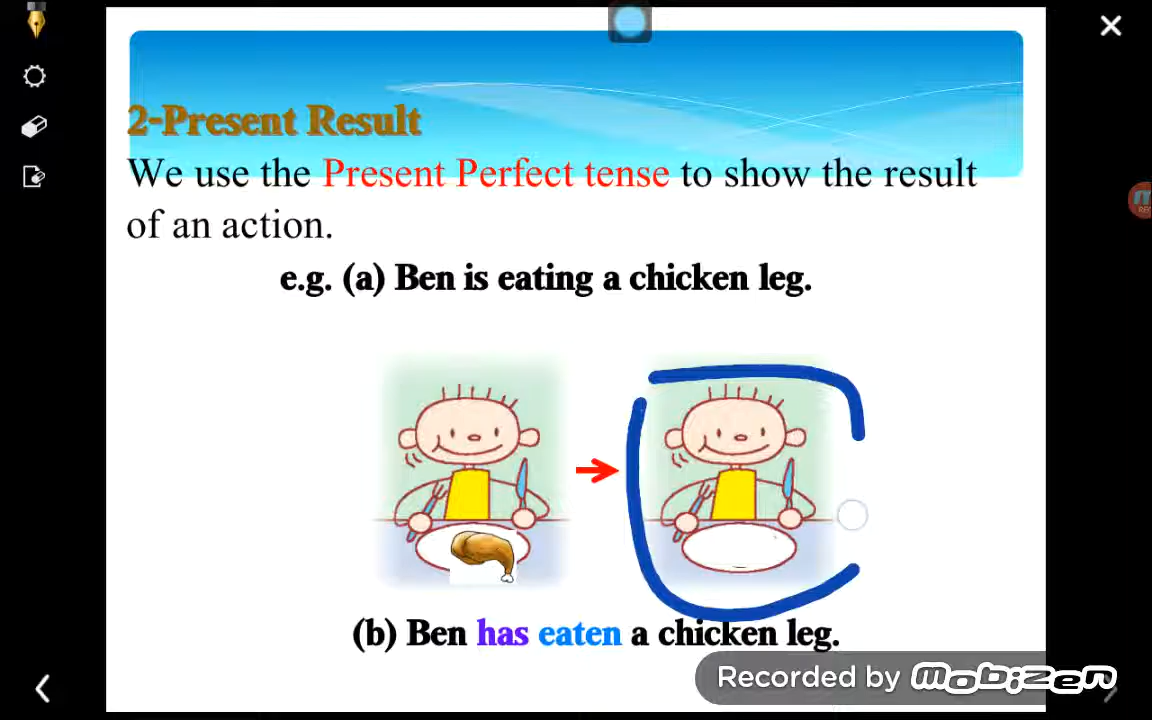 2-Present Result
We use the Present Perfect tense to show the result
of an action.
e.g. (a) Ben is eating a chicken leg.
(b) Ben has eaten a chicken leg.
Recorded by mobizen